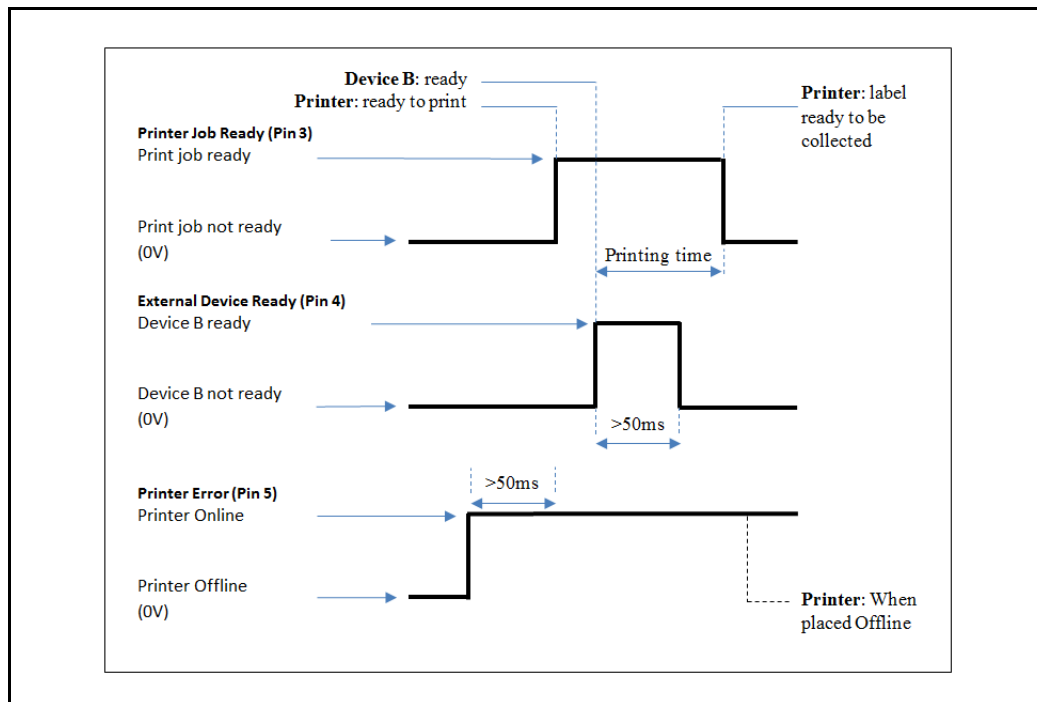 Device B: ready
Printer: ready to print
Printer: label
ready to be
collected
Printer Job Ready (Pin 3)
Print job ready
Print job not ready
(0V)
Printing time
External Device Ready (Pin 4)
Device B ready
Device B not ready
(0V)
>50ms
>50ms
Printer Error (Pin 5)
Printer Online
Printer Offline
(0V)
Printer: When
placed Offline